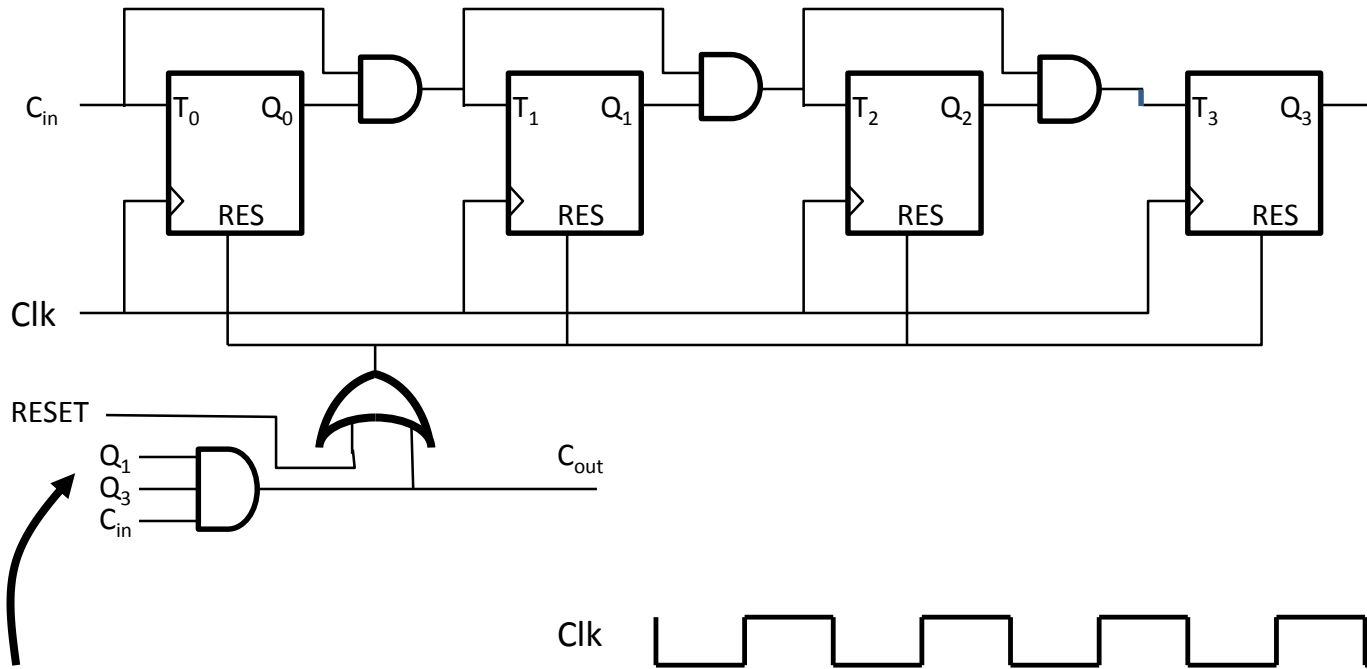 C_in T_0 Q_0 T_1 Q_1 T_2 Q_2 T_3 Q_3
RES RES RES RES
Clk
RESET
Q_1
Q_3
C_in
C_out
Clk